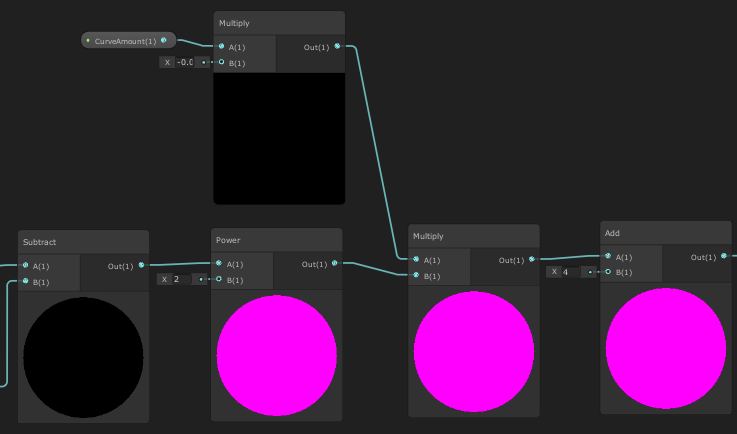 Multiply
CurveAmount(1)
A(1)
Out(1)
X -0.0
B(1)
Subtract
A(1)
Out(1)
B(1)
Power
A(1)
Out(1)
X 2
B(1)
Multiply
A(1)
Out(1)
B(1)
Add
A(1)
Out(1)
X 4
B(1)